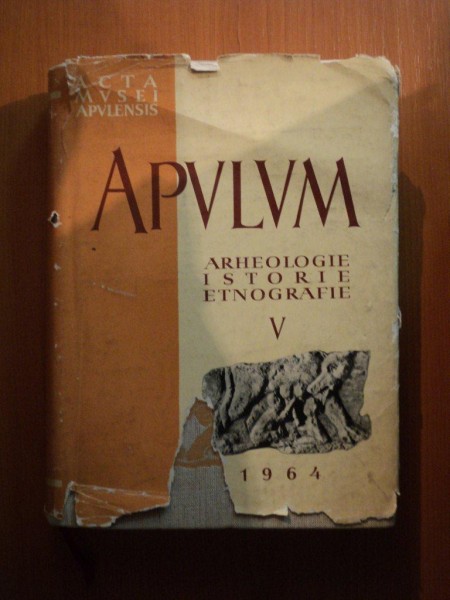 ACTA
MVSEI
APVLENSIS
APVLVM
ARHEOLOGIE
ISTORIE
ETNOGRAFIE
V
1964